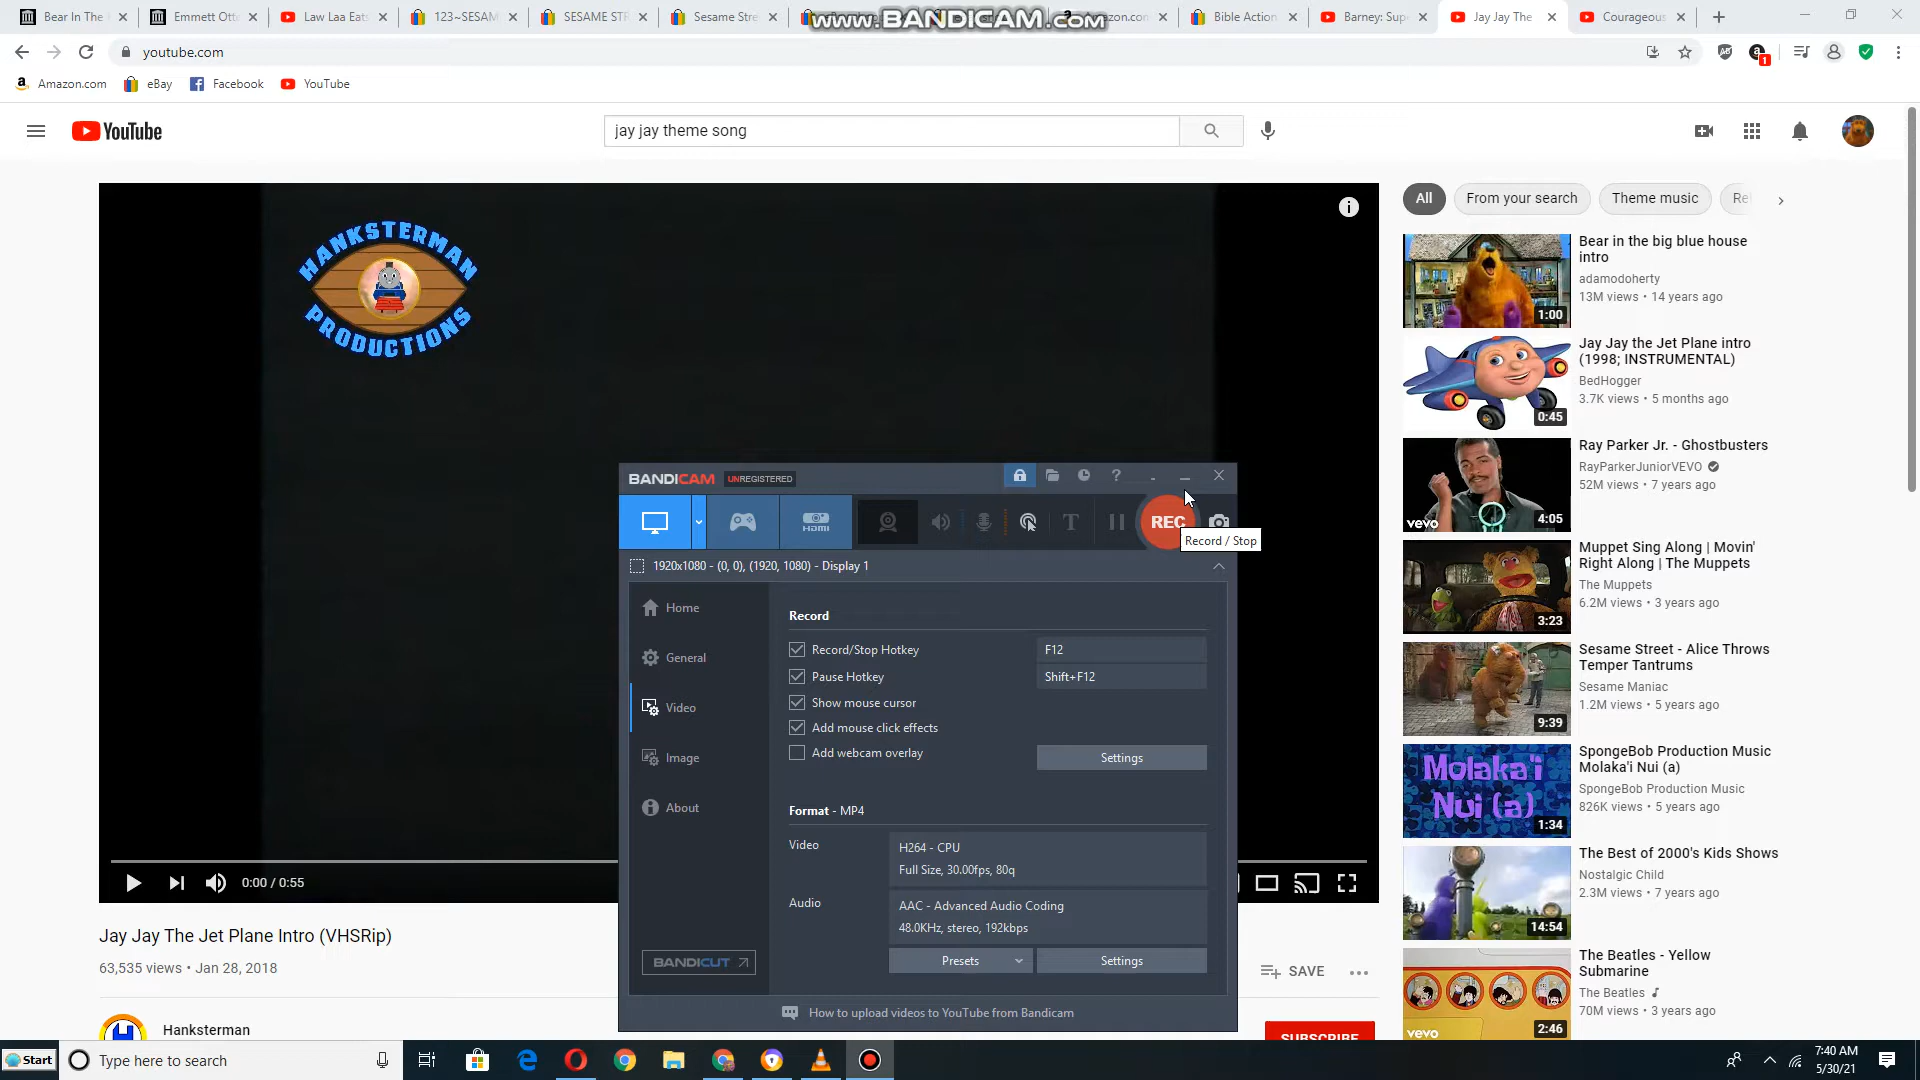 Bear In The
Emmett Ott
Law Laa Eats
123~SESAM
SESAME STR
Sesame Stre
www.BANDICAM.com
Amazon.com
Bible Action
Barney: Sup
Jay Jay The
Courageous
youtube.com
1
Amazon.com
eBay
Facebook
YouTube
YouTube
jay jay theme song
All
From your search
Theme music
Re
HANKSTERMAN
PRODUCTIONS
Bear in the big blue house
intro
adamodoherty
13M views • 14 years ago
1:00
Jay Jay the Jet Plane intro
(1998; INSTRUMENTAL)
BedHogger
3.7K views • 5 months ago
0:45
Ray Parker Jr. - Ghostbusters
RayParkerJuniorVEVO
52M views • 7 years ago
vevo
4:05
Muppet Sing Along | Movin'
Right Along | The Muppets
The Muppets
6.2M views • 3 years ago
3:23
Sesame Street - Alice Throws
Temper Tantrums
Sesame Maniac
1.2M views • 5 years ago
9:39
SpongeBob Production Music
Molaka'i Nui (a)
SpongeBob Production Music
826K views • 5 years ago
Molaka'i
Nui (a)
1:34
The Best of 2000's Kids Shows
Nostalgic Child
2.3M views • 7 years ago
14:54
The Beatles - Yellow
Submarine
The Beatles
70M views • 3 years ago
vevo
2:46
BANDICAM UNREGISTERED
HDMI
REC
Record / Stop
1920x1080 - (0, 0), (1920, 1080) - Display 1
Home
General
Video
Image
About
BANDICUT
Record
Record/Stop Hotkey
F12
Pause Hotkey
Shift+F12
Show mouse cursor
Add mouse click effects
Add webcam overlay
Settings
Format - MP4
Video
H264 - CPU
Full Size, 30.00fps, 80q
Audio
AAC - Advanced Audio Coding
48.0KHz, stereo, 192kbps
Presets
Settings
How to upload videos to YouTube from Bandicam
0:00 / 0:55
Jay Jay The Jet Plane Intro (VHSRip)
63,535 views • Jan 28, 2018
SAVE
Hanksterman
SUBSCRIBE
Start
Type here to search
7:40 AM
5/30/21